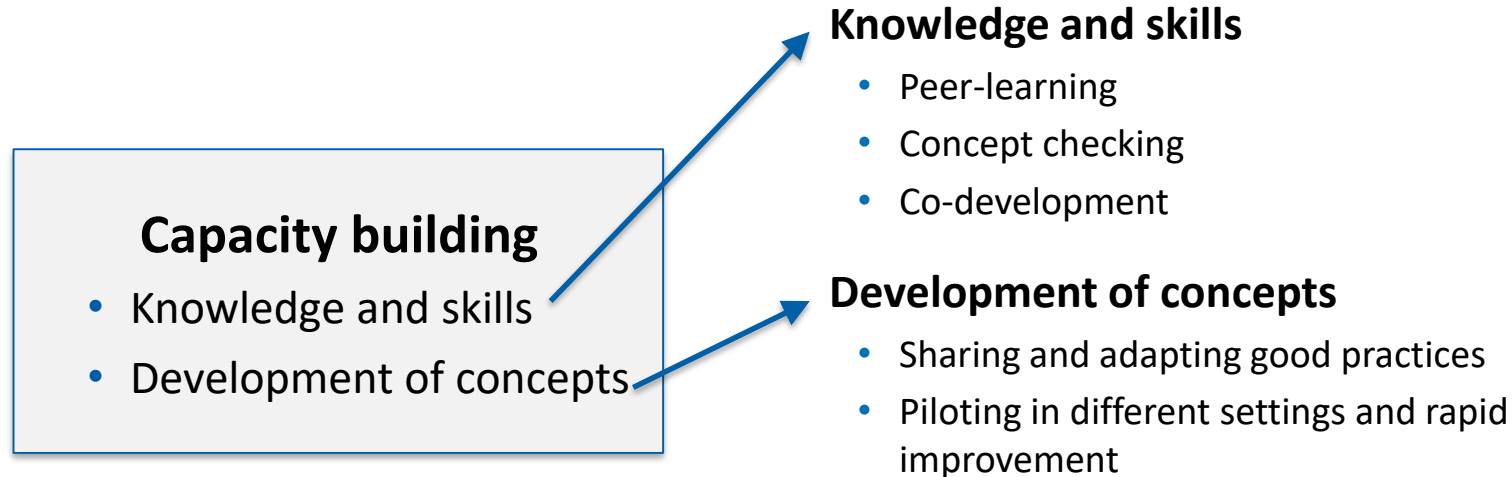 Capacity building
• Knowledge and skills
• Development of concepts
Knowledge and skills
• Peer-learning
• Concept checking
• Co-development
Development of concepts
• Sharing and adapting good practices
• Piloting in different settings and rapid
improvement